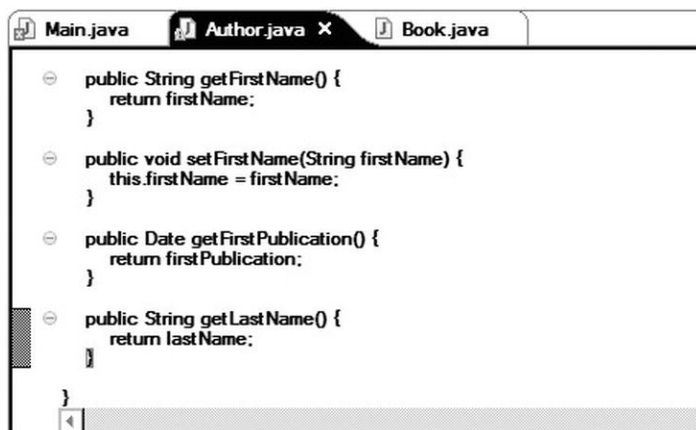 Main.java Author.java Book.java
public String getFirstName() {
return firstName;
}
public void setFirstName(String firstName) {
this.firstName = firstName;
}
public Date getFirstPublication() {
return firstPublication;
}
public String getLastName() {
return lastName;
}
}